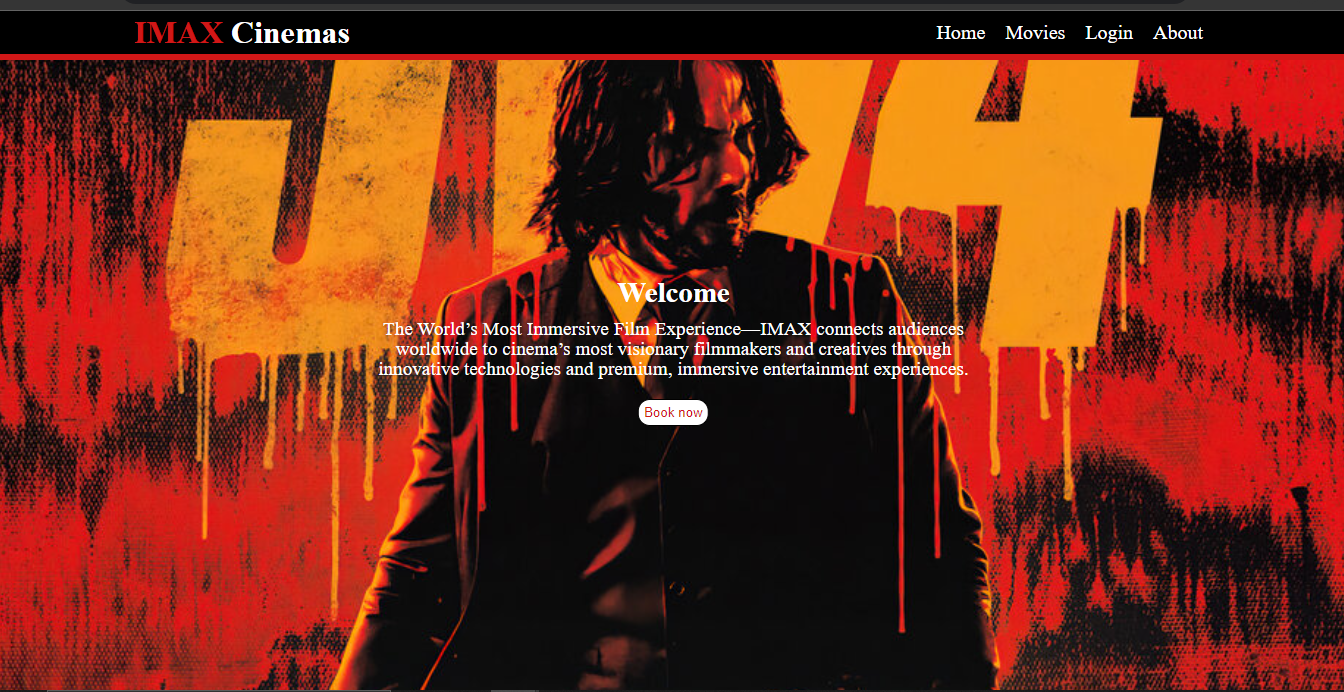 IMAX Cinemas
Home Movies Login About
JW4
Welcome
The World’s Most Immersive Film Experience—IMAX connects audiences
worldwide to cinema’s most visionary filmmakers and creatives through
innovative technologies and premium, immersive entertainment experiences.
Book now